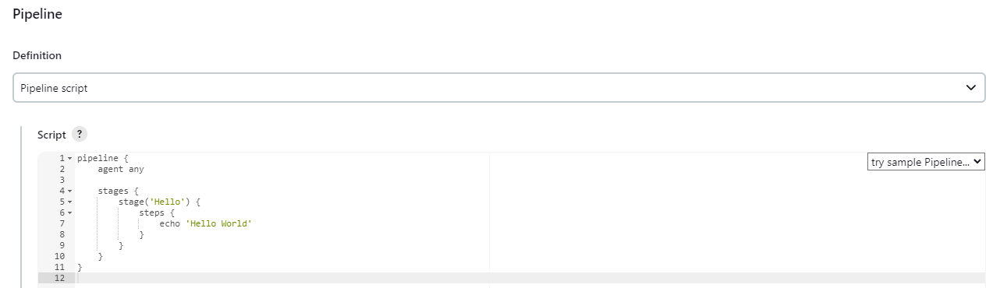 Pipeline
Definition
Pipeline script
Script ?
try sample Pipeline...
1 pipeline {
2     agent any
3
4     stages {
5         stage('Hello') {
6             steps {
7                 echo 'Hello World'
8             }
9         }
10     }
11 }
12